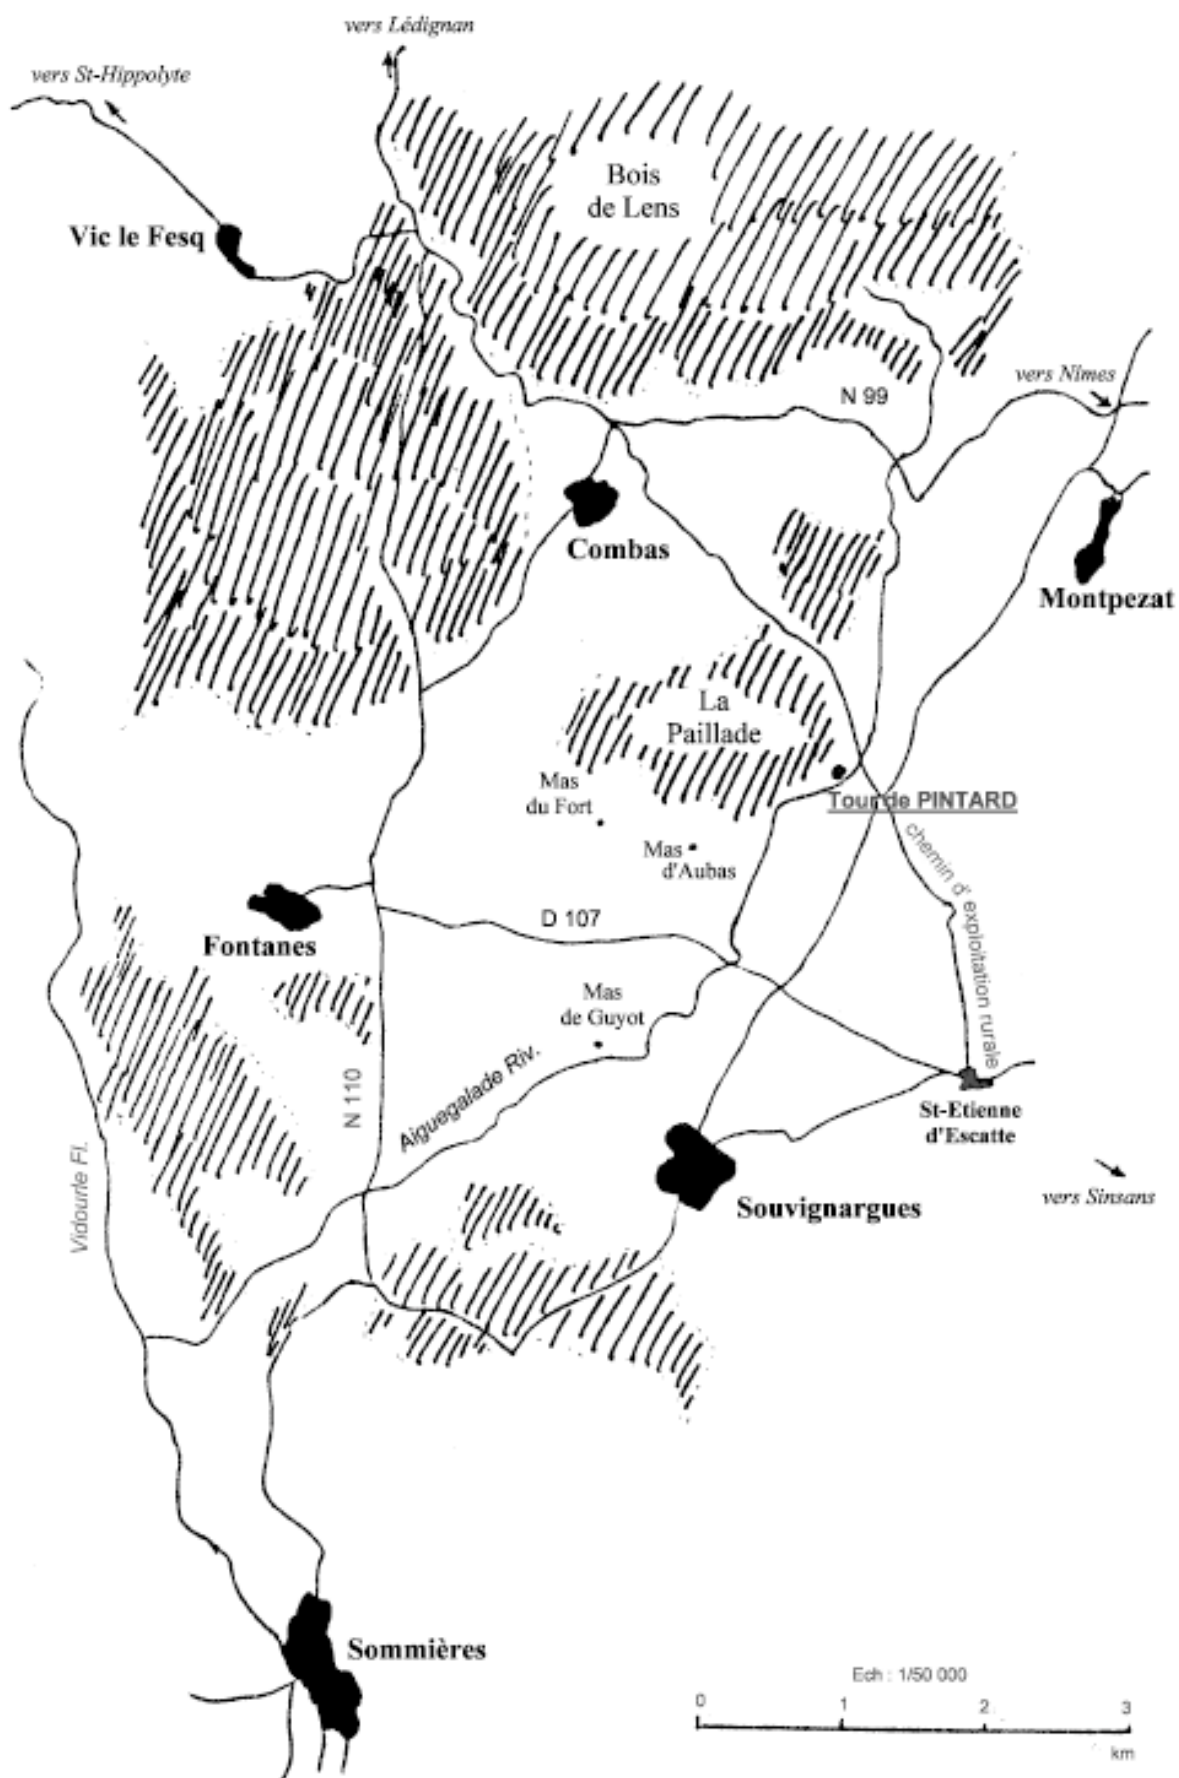 vers Lédignan
vers St-Hippolyte
Bois
de Lens
Vic le Fesq
vers Nîmes
N 99
Combas
Montpezat
La
Paillade
Mas
du Fort
Tour de PINTARD
Mas
d'Aubas
chemin d'exploitation rurale
D 107
Fontanes
Mas
de Guyot
N 110
Aiguegalade Riv.
St-Etienne
d'Escatte
Vidourle Fl.
vers Sinsans
Souvignargues
Sommières
Ech : 1/50 000
0 1 2 3
km